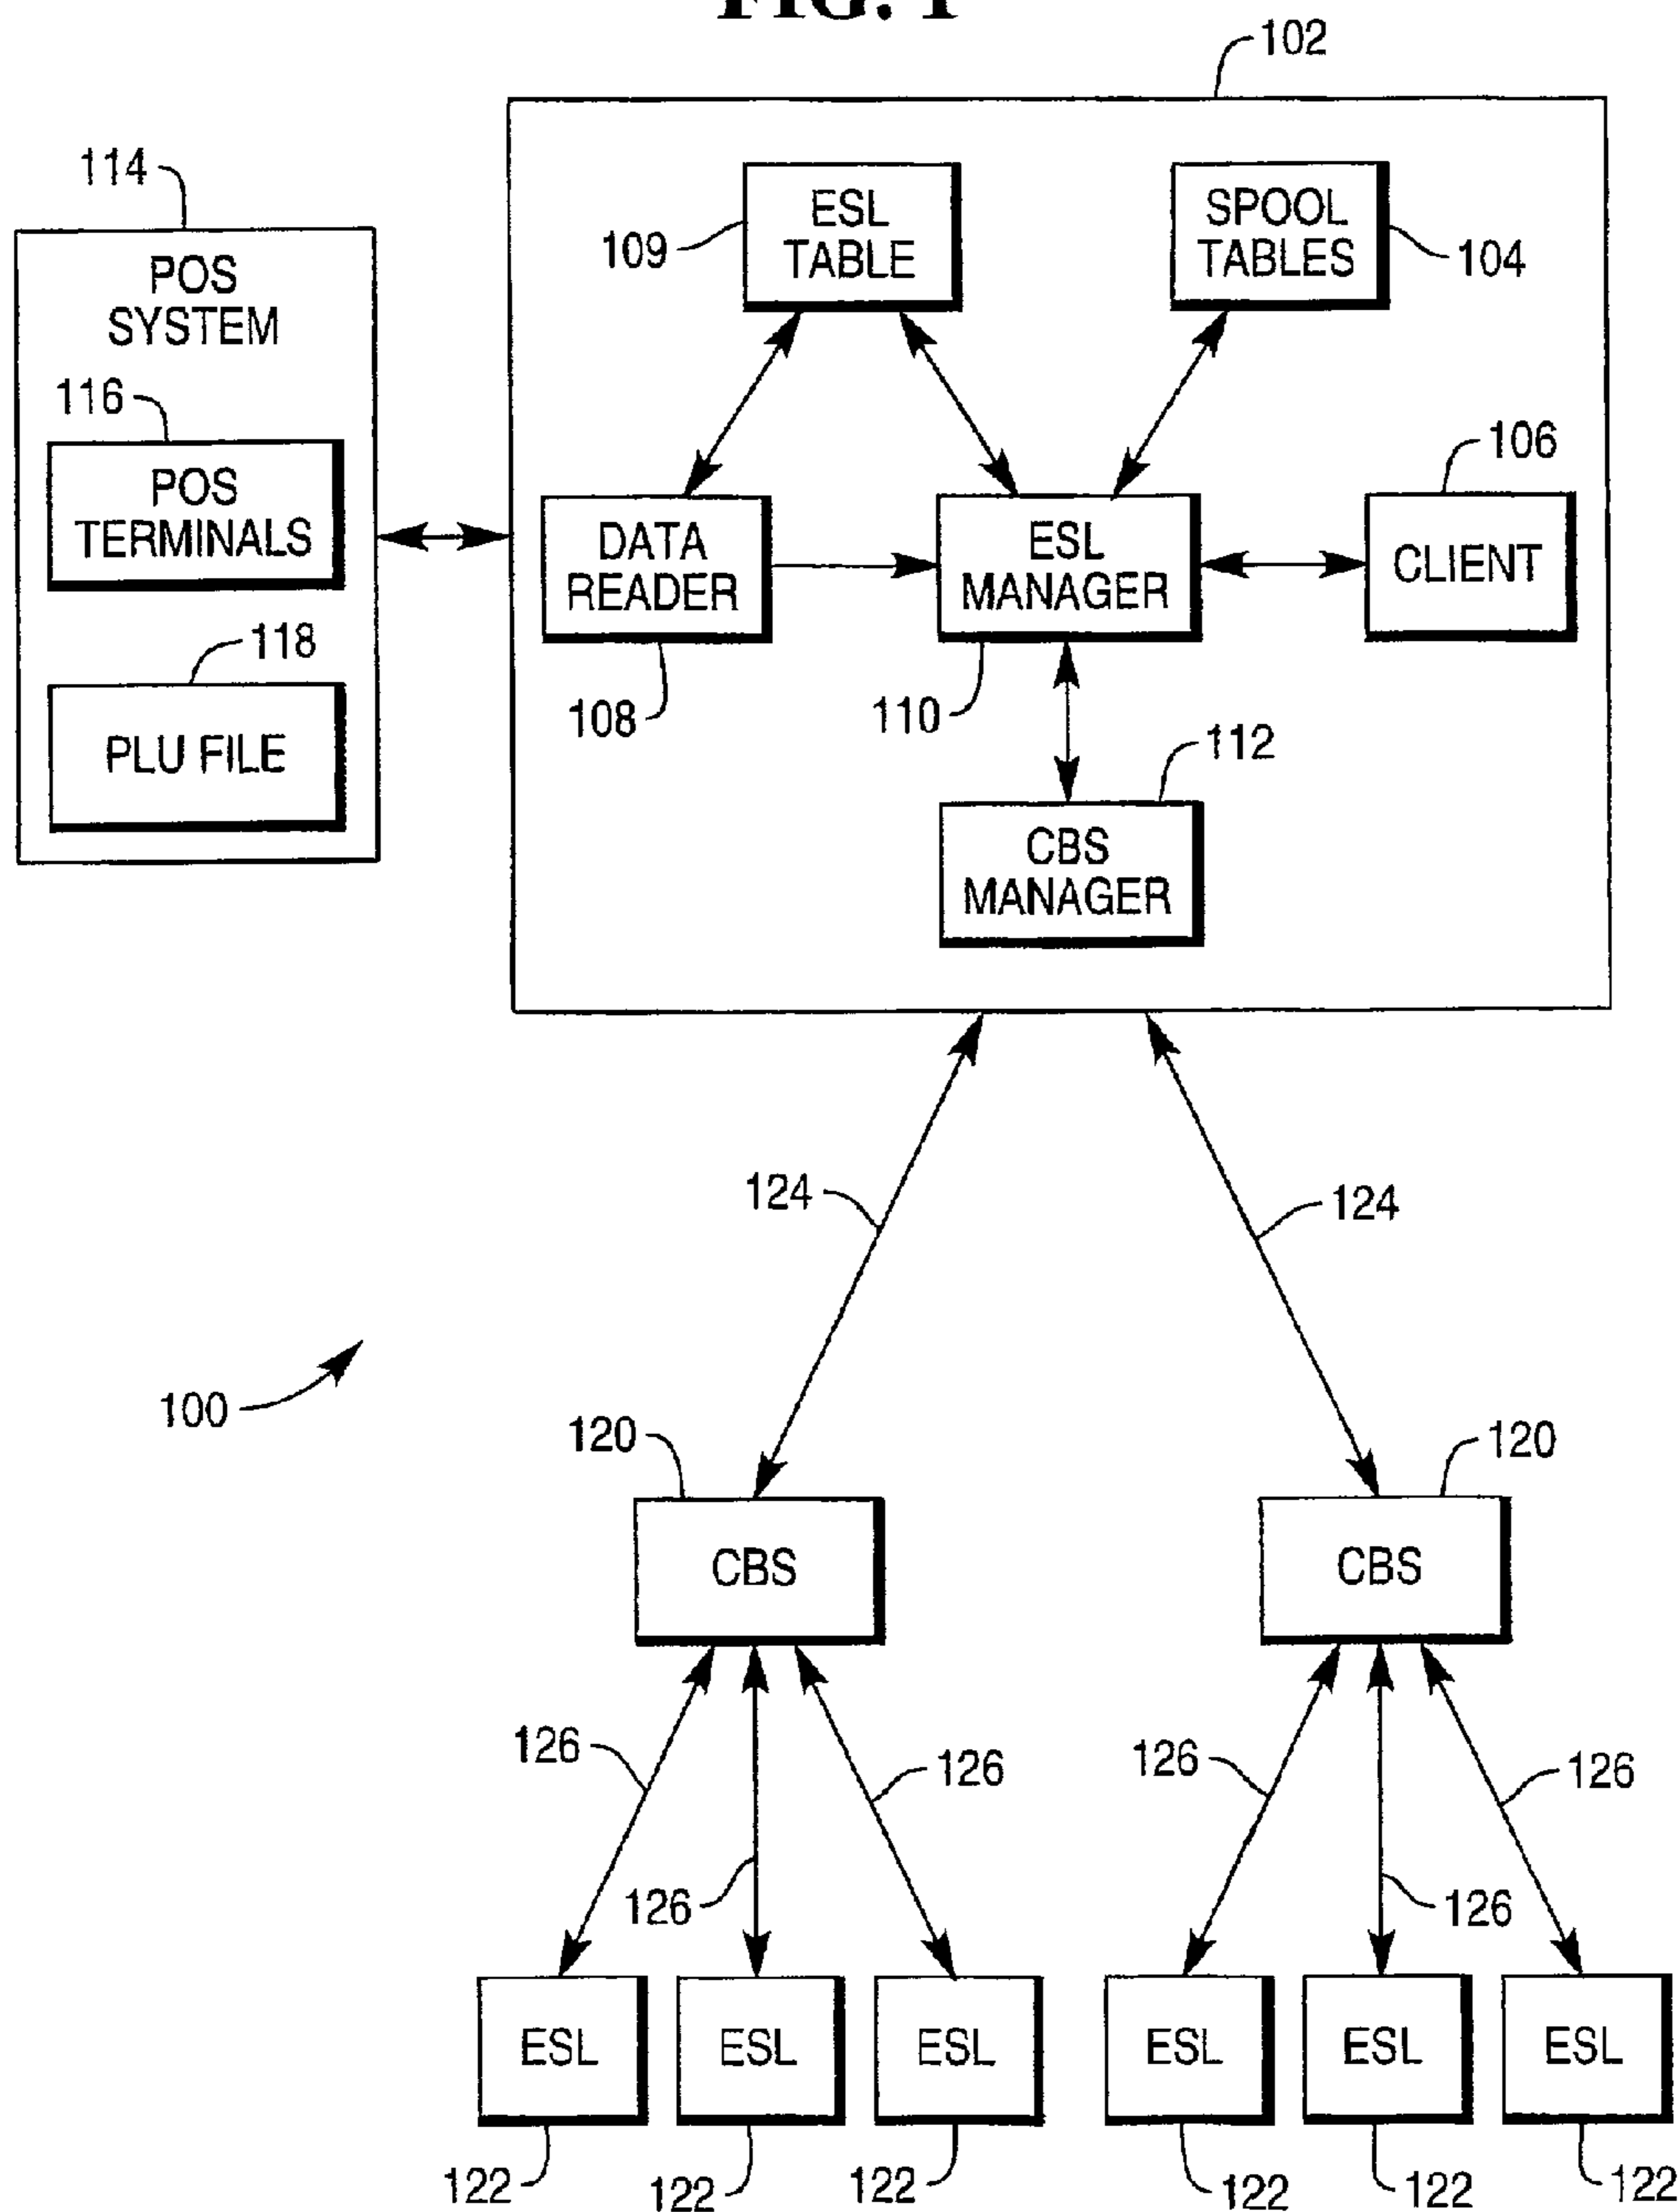 FIG. 1
102
114
POS
SYSTEM
116
POS
TERMINALS
118
PLU FILE
109
ESL
TABLE
SPOOL
TABLES
104
106
DATA
READER
ESL
MANAGER
CLIENT
108
110
112
CBS
MANAGER
124
124
100
120
120
CBS
CBS
126
126
126
126
126
126
ESL
ESL
ESL
ESL
ESL
ESL
122
122
122
122
122
122